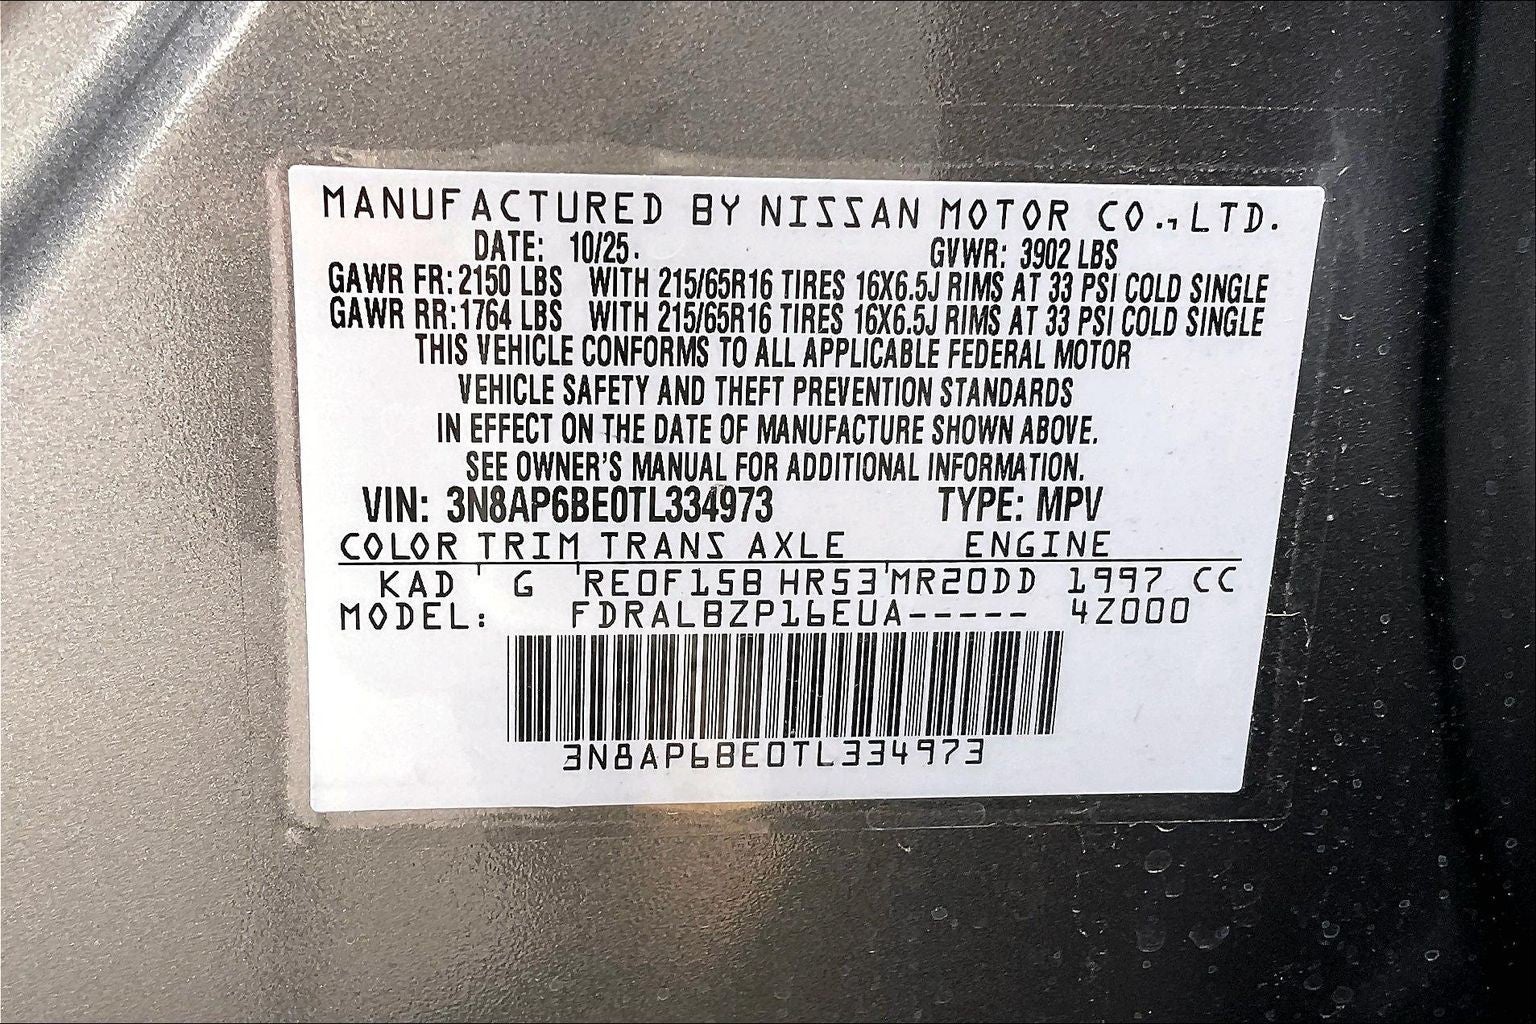 MANUFACTURED BY NISSAN MOTOR CO., LTD.
DATE: 10/25. GVWR: 3902 LBS
GAWR FR: 2150 LBS WITH 215/65R16 TIRES 16X6.5J RIMS AT 33 PSI COLD SINGLE
GAWR RR: 1764 LBS WITH 215/65R16 TIRES 16X6.5J RIMS AT 33 PSI COLD SINGLE
THIS VEHICLE CONFORMS TO ALL APPLICABLE FEDERAL MOTOR
VEHICLE SAFETY AND THEFT PREVENTION STANDARDS
IN EFFECT ON THE DATE OF MANUFACTURE SHOWN ABOVE.
SEE OWNER'S MANUAL FOR ADDITIONAL INFORMATION.
VIN: 3N8AP6BE0TL334973 TYPE: MPV
COLOR TRIM TRANS AXLE ENGINE
KAD G RE0F15B HR53 MR20DD 1997 CC
MODEL: FDRALBZP16EUA----- 4Z000
3N8AP6BE0TL334973